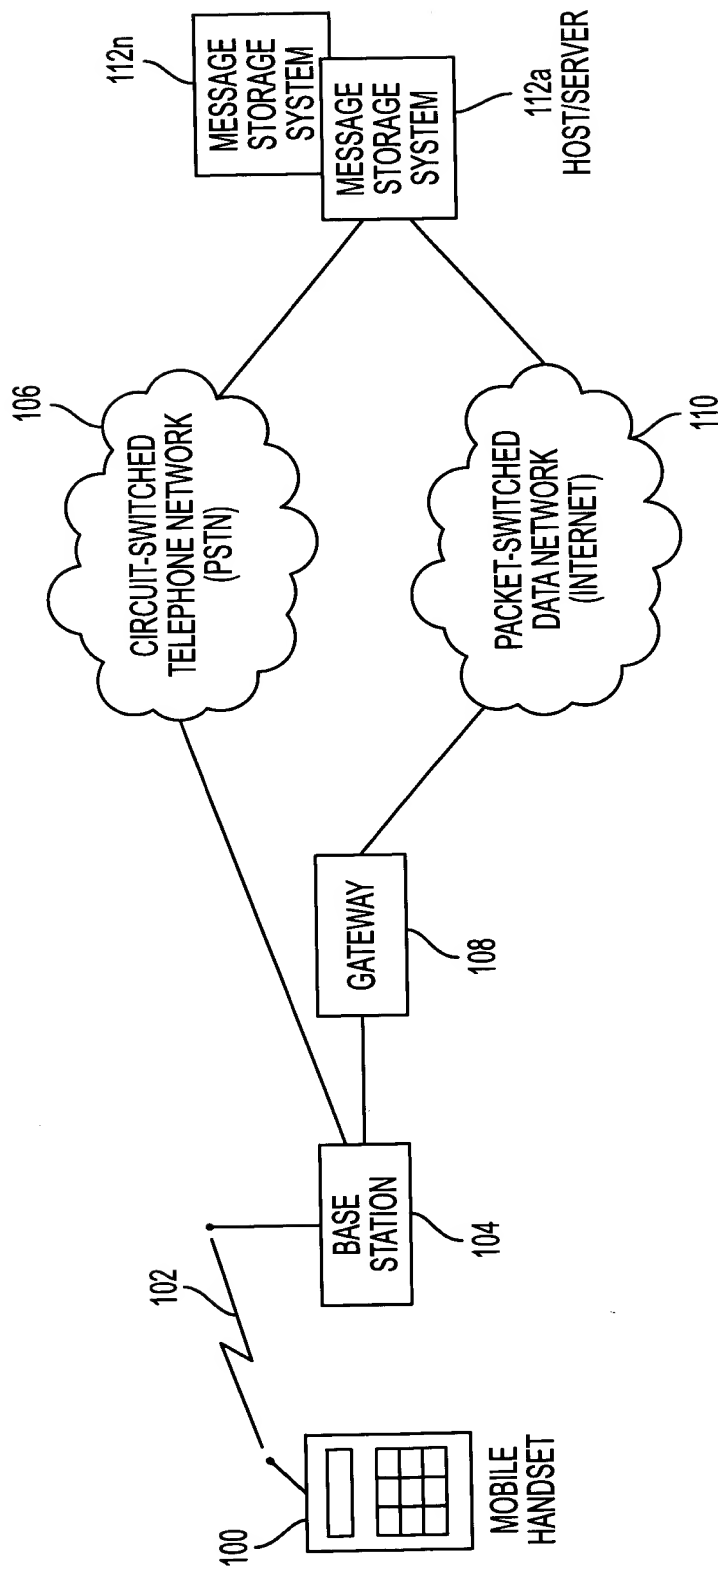 100
MOBILE
HANDSET
102
BASE
STATION
104
GATEWAY
108
106
CIRCUIT-SWITCHED
TELEPHONE NETWORK
(PSTN)
PACKET-SWITCHED
DATA NETWORK
(INTERNET)
110
112n
MESSAGE
STORAGE
SYSTEM
MESSAGE
STORAGE
SYSTEM
112a
HOST/SERVER